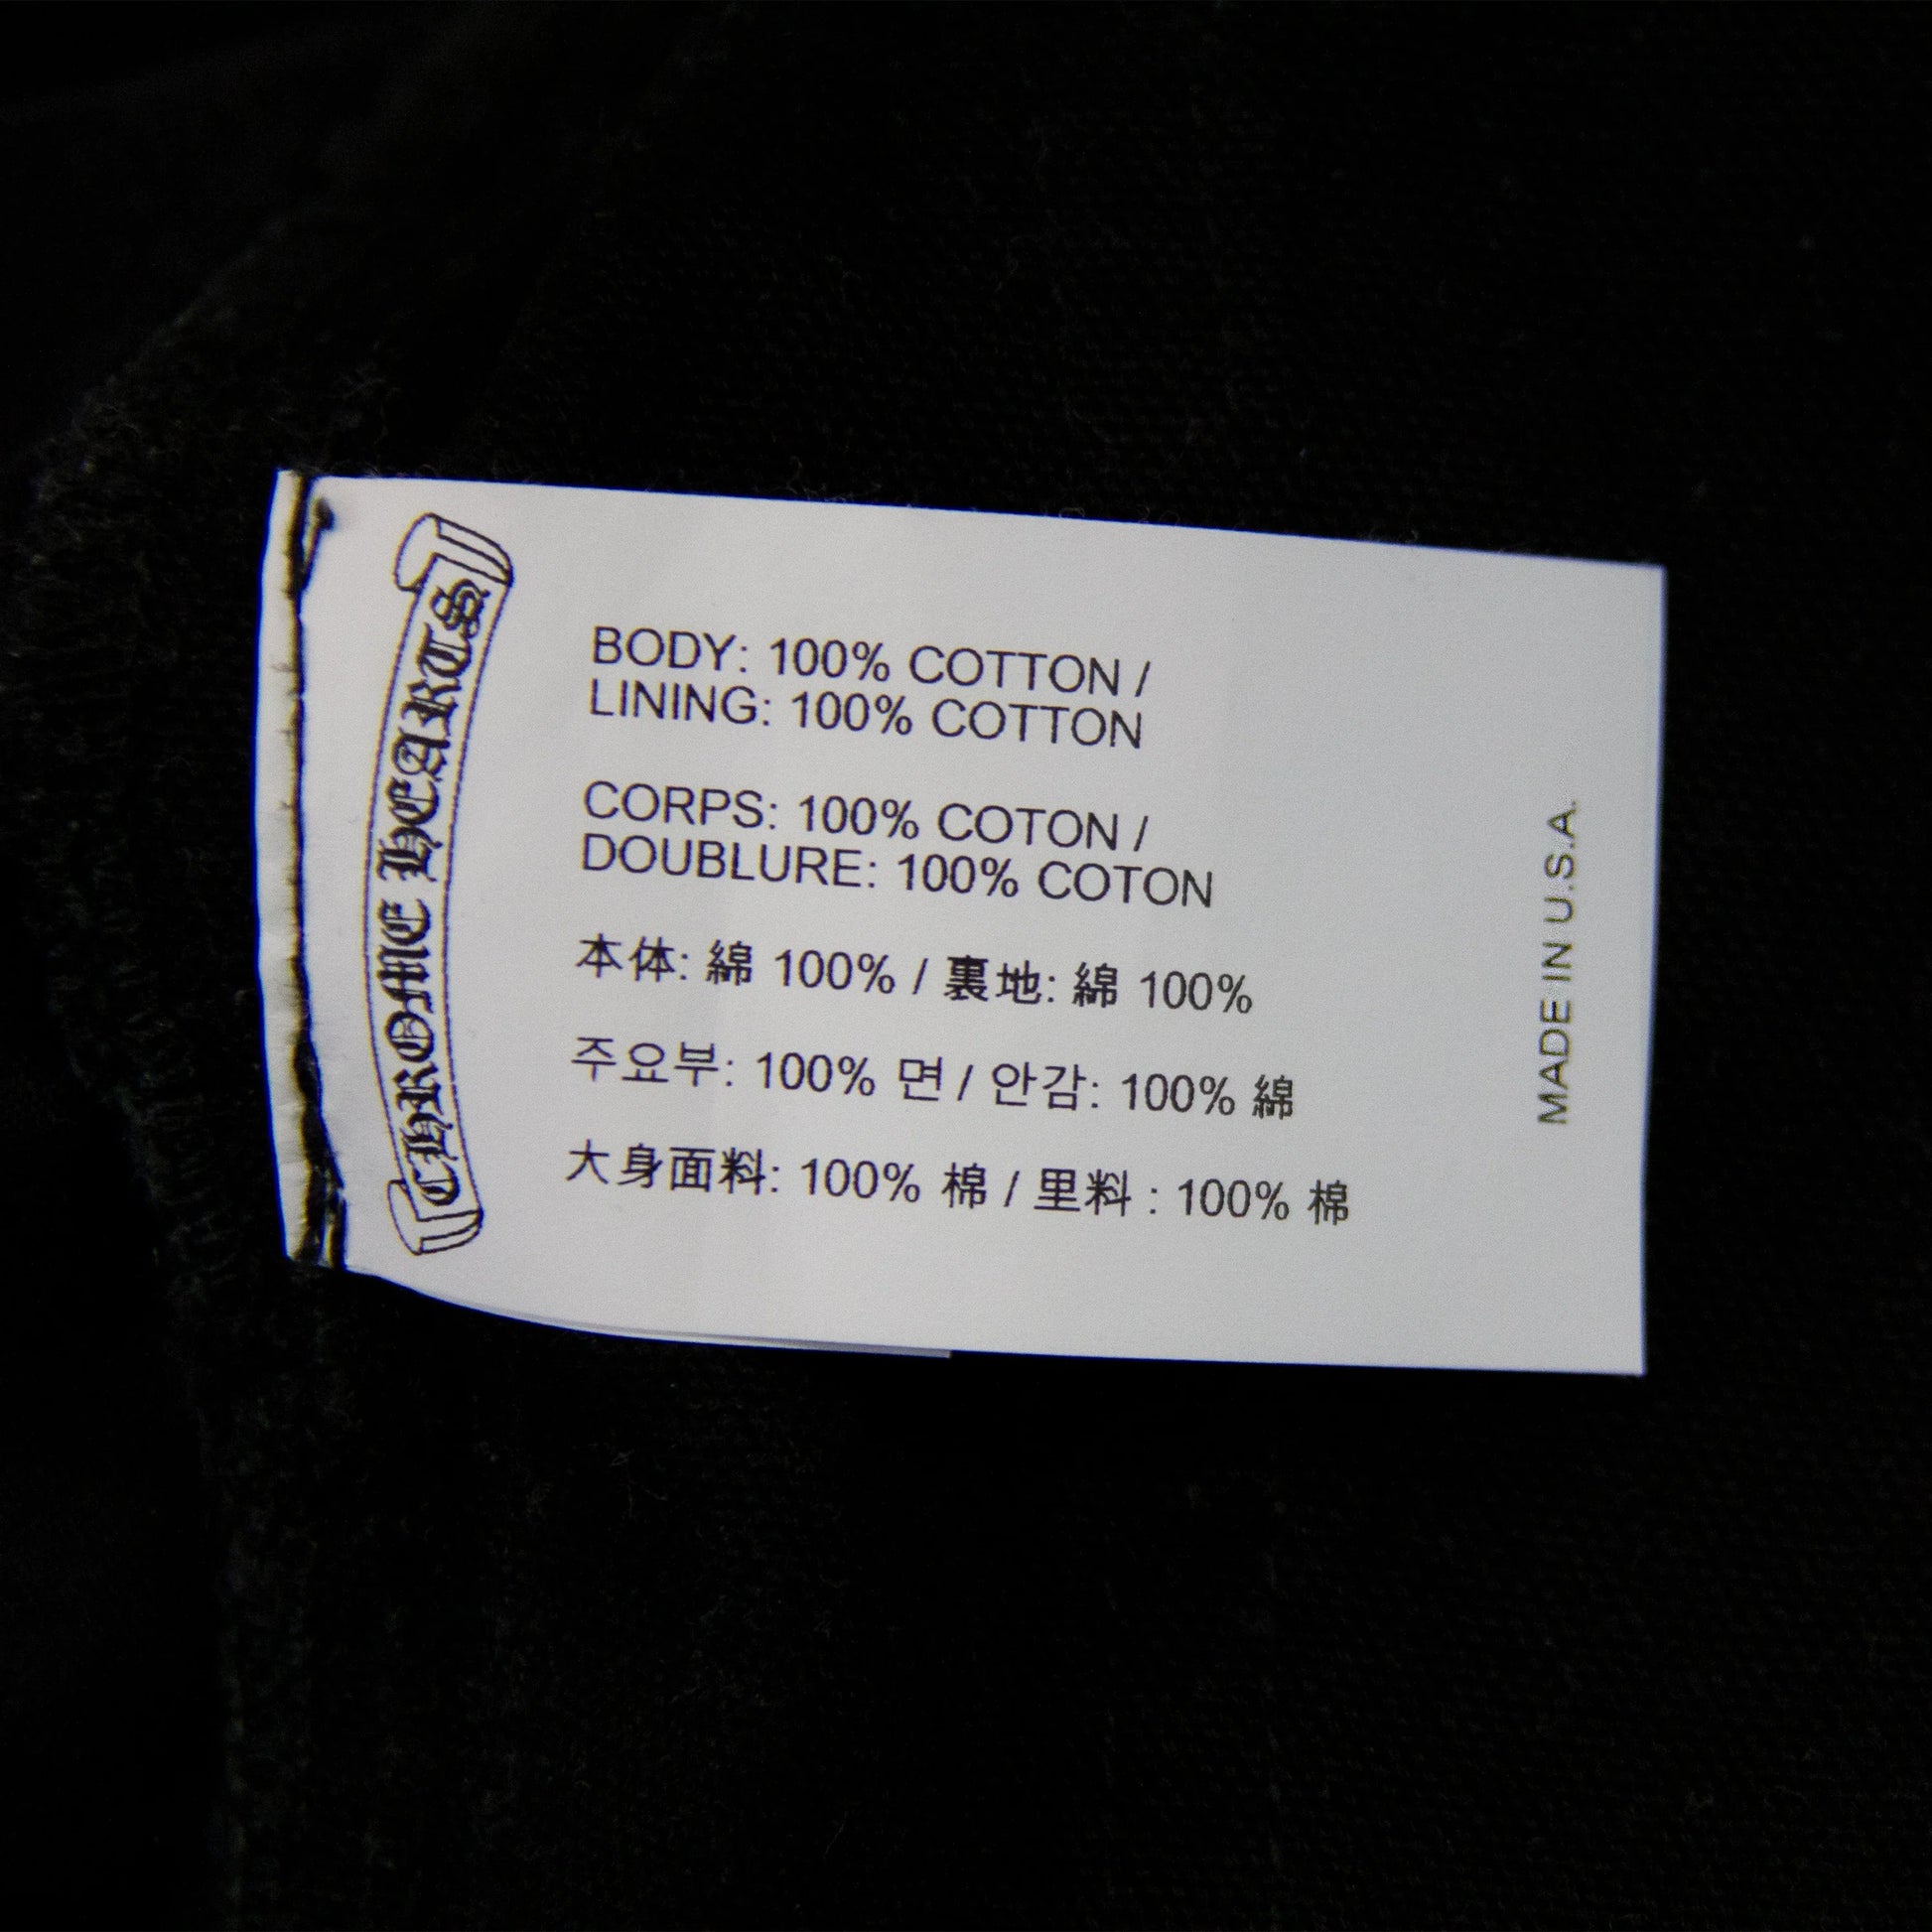 CHROME HEARTS
BODY: 100% COTTON /
LINING: 100% COTTON
CORPS: 100% COTON /
DOUBLURE: 100% COTON
本体: 綿 100% / 裏地: 綿 100%
주요부: 100% 면 / 안감: 100% 綿
大身面料: 100% 棉 / 里料 : 100% 棉
MADE IN U.S.A.